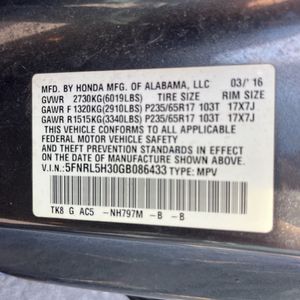 MFD. BY HONDA MFG. OF ALABAMA, LLC 03/'16
GVWR 2730KG(6019LBS) TIRE SIZE RIM SIZE
GAWR F 1320KG(2910LBS) P235/65R17 103T 17X7J
GAWR R 1515KG(3340LBS) P235/65R17 103T 17X7J
THIS VEHICLE CONFORMS TO ALL APPLICABLE
FEDERAL MOTOR VEHICLE SAFETY
AND THEFT PREVENTION STANDARDS IN EFFECT ON
THE DATE OF MANUFACTURE SHOWN ABOVE.
V.I.N.: 5FNRL5H30GB086433 TYPE: MPV
TK8 G AC5 -NH797M -B -B